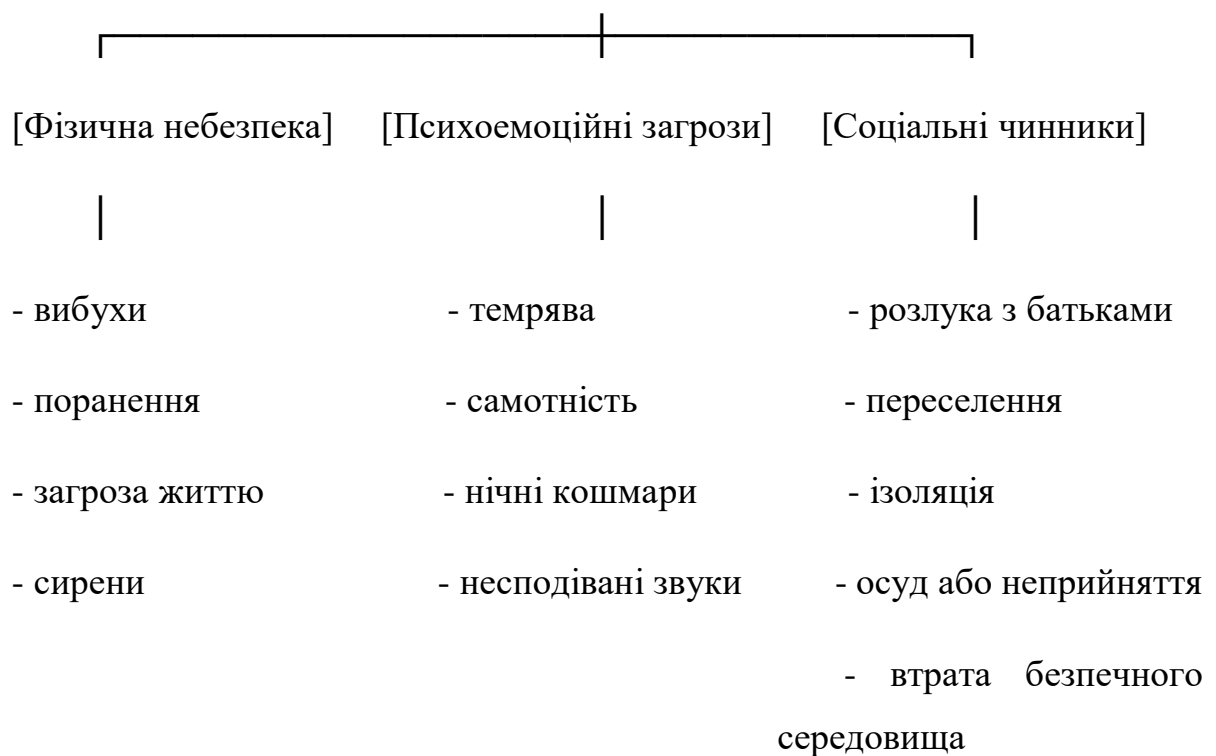 [Фізична небезпека] [Психоемоційні загрози] [Соціальні чинники]
- вибухи - темрява - розлука з батьками
- поранення - самотність - переселення
- загроза життю - нічні кошмари - ізоляція
- сирени - несподівані звуки - осуд або неприйняття
- втрата безпечного
середовища